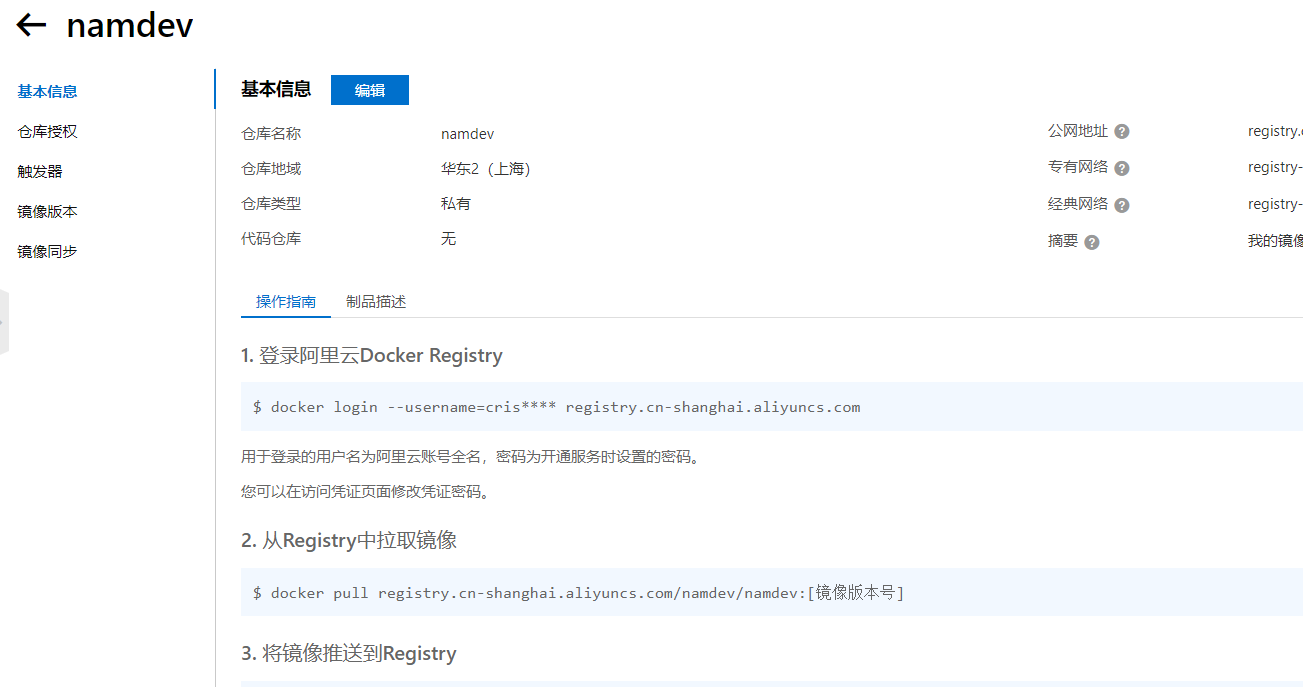 namdev
基本信息
仓库授权
触发器
镜像版本
镜像同步
基本信息 编辑
仓库名称 namdev
仓库地域 华东2（上海）
仓库类型 私有
代码仓库 无
公网地址 ? registry.
专有网络 ? registry-
经典网络 ? registry-
摘要 ? 我的镜像
操作指南 制品描述
1. 登录阿里云Docker Registry
$ docker login --username=cris**** registry.cn-shanghai.aliyuncs.com
用于登录的用户名为阿里云账号全名，密码为开通服务时设置的密码。
您可以在访问凭证页面修改凭证密码。
2. 从Registry中拉取镜像
$ docker pull registry.cn-shanghai.aliyuncs.com/namdev/namdev:[镜像版本号]
3. 将镜像推送到Registry